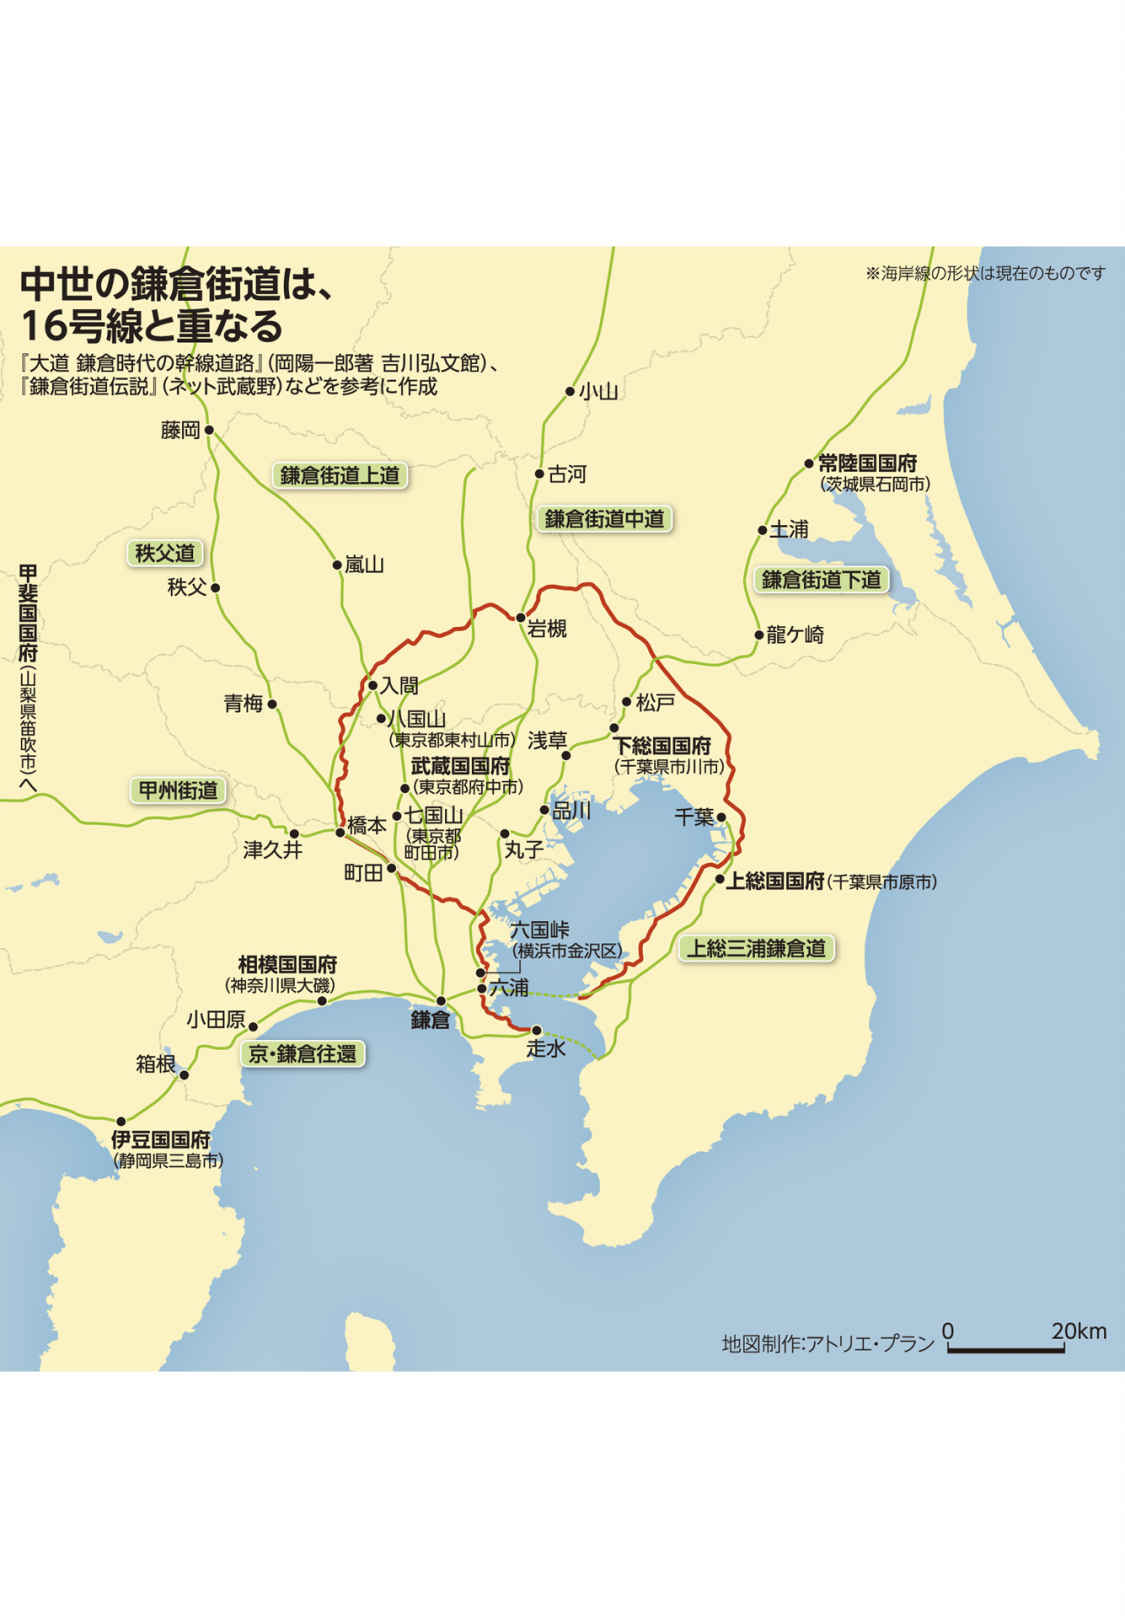 中世の鎌倉街道は、
16号線と重なる
『大道 鎌倉時代の幹線道路』(岡陽一郎著 吉川弘文館)、
『鎌倉街道伝説』(ネット武蔵野)などを参考に作成
※海岸線の形状は現在のものです
小山
藤岡
鎌倉街道上道
古河
常陸国国府
(茨城県石岡市)
鎌倉街道中道
土浦
秩父道
嵐山
鎌倉街道下道
秩父
甲斐国国府(山梨県笛吹市)へ
岩槻
龍ケ崎
入間
青梅
松戸
八国山
(東京都東村山市)
浅草
下総国国府
(千葉県市川市)
武蔵国国府
(東京都府中市)
甲州街道
品川
七国山
(東京都
町田市)
千葉
橋本
津久井
丸子
町田
上総国国府(千葉県市原市)
六国峠
(横浜市金沢区)
上総三浦鎌倉道
相模国国府
(神奈川県大磯)
六浦
小田原
鎌倉
走水
京・鎌倉往還
箱根
伊豆国国府
(静岡県三島市)
地図制作:アトリエ・プラン
0 20km